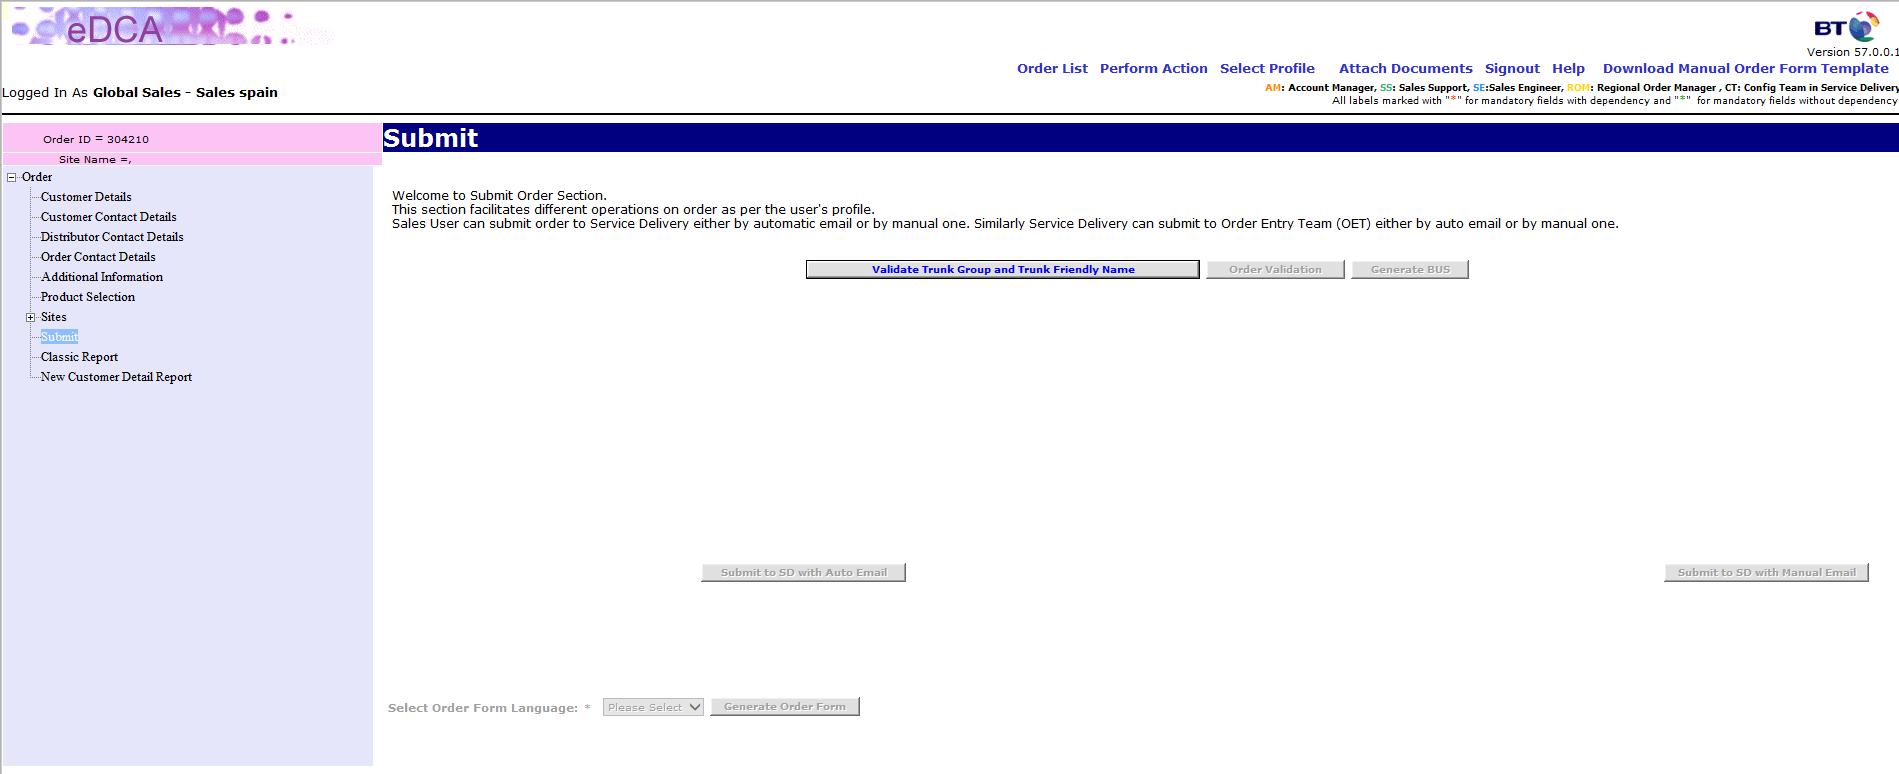 eDCA
BT
Version 57.0.0.1
Order List Perform Action Select Profile Attach Documents Signout Help Download Manual Order Form Template
Logged In As Global Sales - Sales spain
AM: Account Manager, SS: Sales Support, SE:Sales Engineer, ROM: Regional Order Manager , CT: Config Team in Service Delivery
All labels marked with "*" for mandatory fields with dependency and "*" for mandatory fields without dependency
Order ID = 304210
Site Name =,
Submit
Order
Customer Details
Customer Contact Details
Distributor Contact Details
Order Contact Details
Additional Information
Product Selection
Sites
Submit
Classic Report
New Customer Detail Report
Welcome to Submit Order Section.
This section facilitates different operations on order as per the user's profile.
Sales User can submit order to Service Delivery either by automatic email or by manual one. Similarly Service Delivery can submit to Order Entry Team (OET) either by auto email or by manual one.
Validate Trunk Group and Trunk Friendly Name Order Validation Generate BUS
Submit to SD with Auto Email Submit to SD with Manual Email
Select Order Form Language: * Please Select Generate Order Form